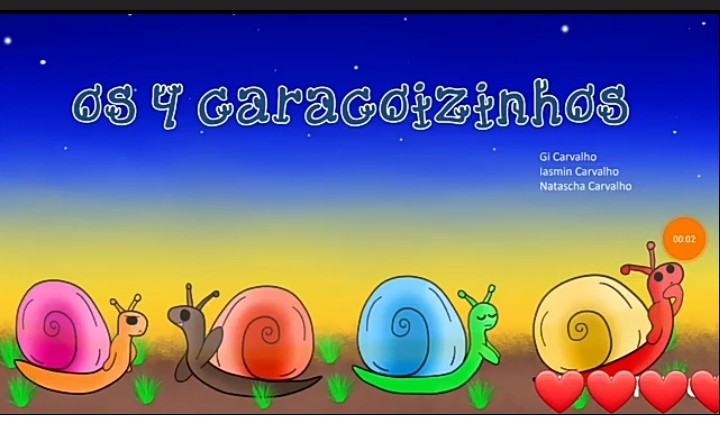 os 4 caracoizinhos
Gi Carvalho
Iasmin Carvalho
Natascha Carvalho
00:02